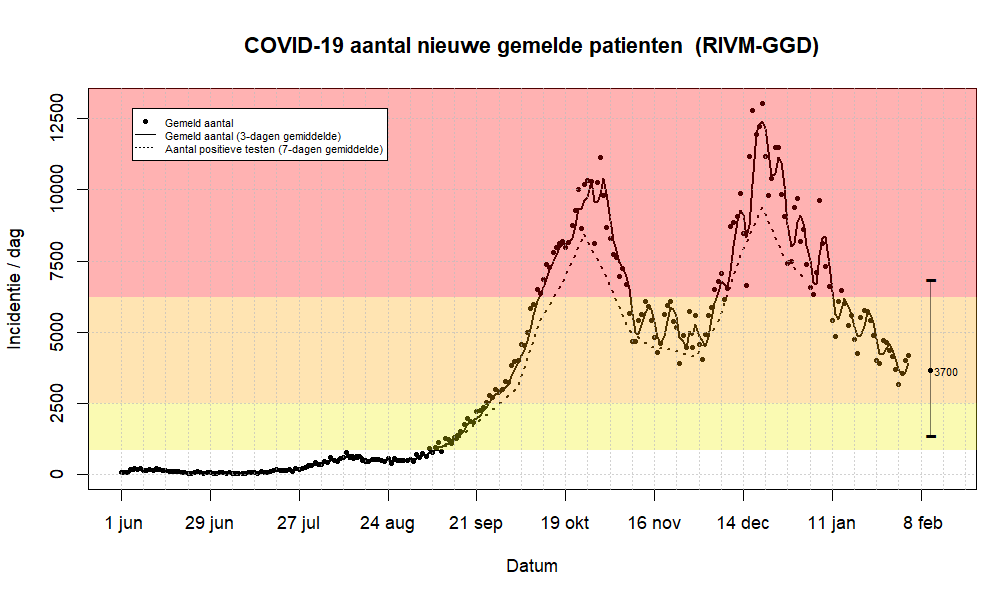 COVID-19 aantal nieuwe gemelde patienten (RIVM-GGD)
Gemeld aantal
Gemeld aantal (3-dagen gemiddelde)
Aantal positieve testen (7-dagen gemiddelde)
Incidentie / dag
12500
10000
7500
5000
2500
0
3700
1 jun 29 jun 27 jul 24 aug 21 sep 19 okt 16 nov 14 dec 11 jan 8 feb
Datum